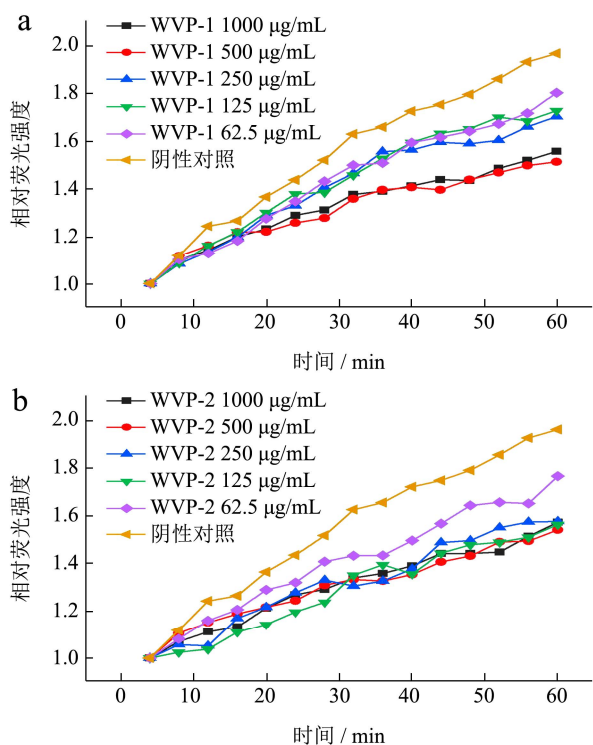 a
WVP-1 1000 μg/mL
WVP-1 500 μg/mL
WVP-1 250 μg/mL
WVP-1 125 μg/mL
WVP-1 62.5 μg/mL
阴性对照
相对荧光强度
2.0
1.8
1.6
1.4
1.2
1.0
0 10 20 30 40 50 60
时间 / min
b
WVP-2 1000 μg/mL
WVP-2 500 μg/mL
WVP-2 250 μg/mL
WVP-2 125 μg/mL
WVP-2 62.5 μg/mL
阴性对照
相对荧光强度
2.0
1.8
1.6
1.4
1.2
1.0
0 10 20 30 40 50 60
时间 / min